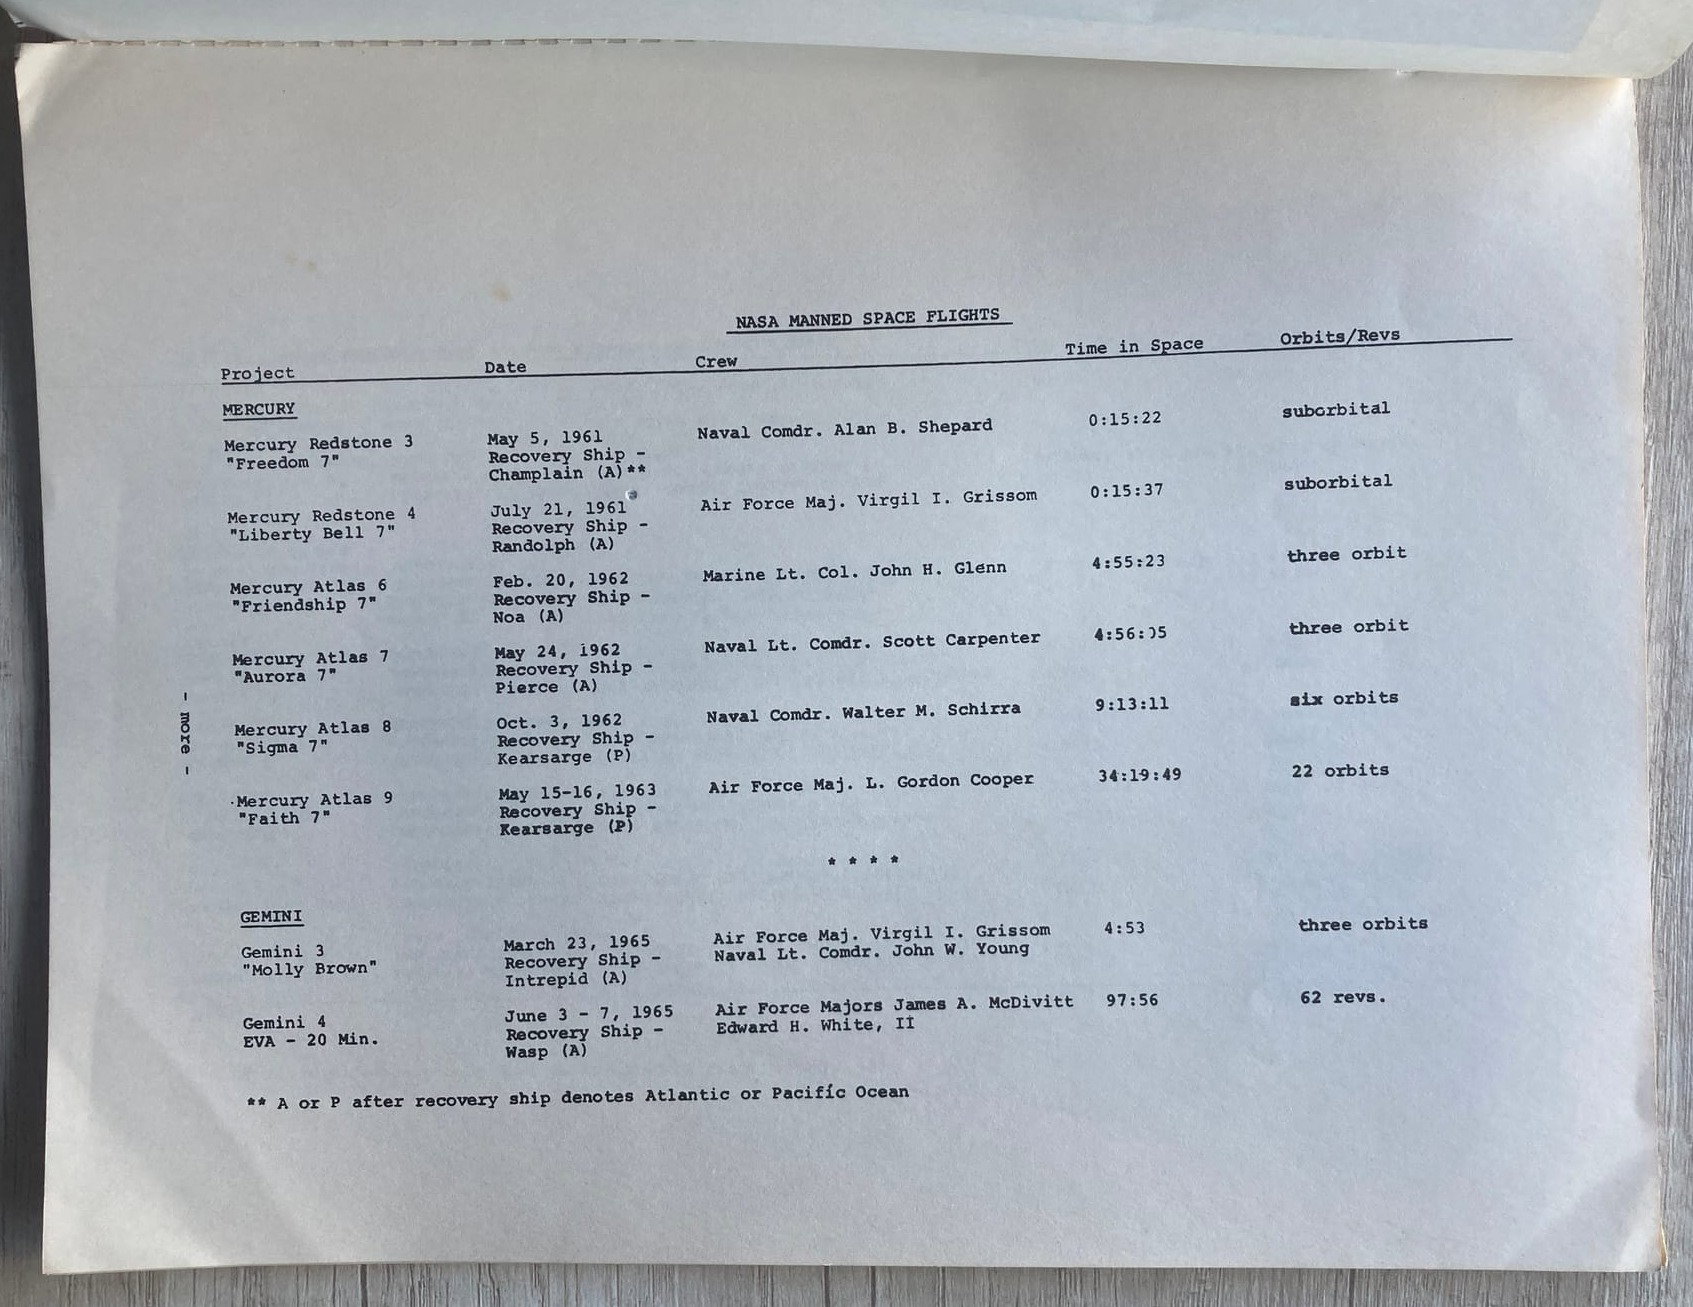 NASA MANNED SPACE FLIGHTS
Project Date Crew Time in Space Orbits/Revs
MERCURY
Mercury Redstone 3 May 5, 1961 Naval Comdr. Alan B. Shepard 0:15:22 suborbital
"Freedom 7" Recovery Ship -
Champlain (A)**
Mercury Redstone 4 July 21, 1961 Air Force Maj. Virgil I. Grissom 0:15:37 suborbital
"Liberty Bell 7" Recovery Ship -
Randolph (A)
Mercury Atlas 6 Feb. 20, 1962 Marine Lt. Col. John H. Glenn 4:55:23 three orbit
"Friendship 7" Recovery Ship -
Noa (A)
Mercury Atlas 7 May 24, 1962 Naval Lt. Comdr. Scott Carpenter 4:56:05 three orbit
"Aurora 7" Recovery Ship -
Pierce (A)
Mercury Atlas 8 Oct. 3, 1962 Naval Comdr. Walter M. Schirra 9:13:11 six orbits
"Sigma 7" Recovery Ship -
Kearsarge (P)
Mercury Atlas 9 May 15-16, 1963 Air Force Maj. L. Gordon Cooper 34:19:49 22 orbits
"Faith 7" Recovery Ship -
Kearsarge (P)
* * * *
GEMINI
Gemini 3 March 23, 1965 Air Force Maj. Virgil I. Grissom 4:53 three orbits
"Molly Brown" Recovery Ship - Naval Lt. Comdr. John W. Young
Intrepid (A)
Gemini 4 June 3 - 7, 1965 Air Force Majors James A. McDivitt 97:56 62 revs.
EVA - 20 Min. Recovery Ship - Edward H. White, II
Wasp (A)
** A or P after recovery ship denotes Atlantic or Pacific Ocean
- more -